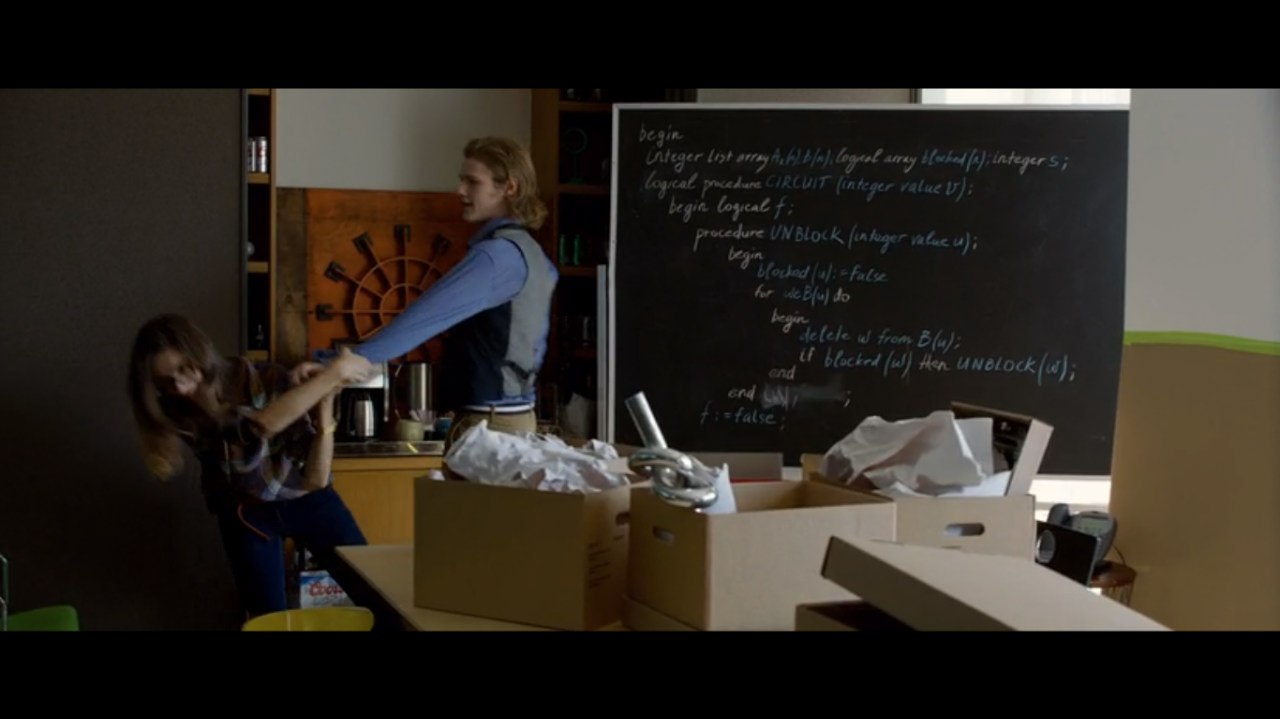 begin
integer list array A(n), B(n), logical array blocked(n); integer s;
logical procedure CIRCUIT (integer value v);
begin logical f;
procedure UNBLOCK (integer value u);
begin
blocked(u):=false
for w∈B(u) do
begin
delete w from B(u);
if blocked (w) then UNBLOCK(w);
end
end ;
f:=false;
Coors